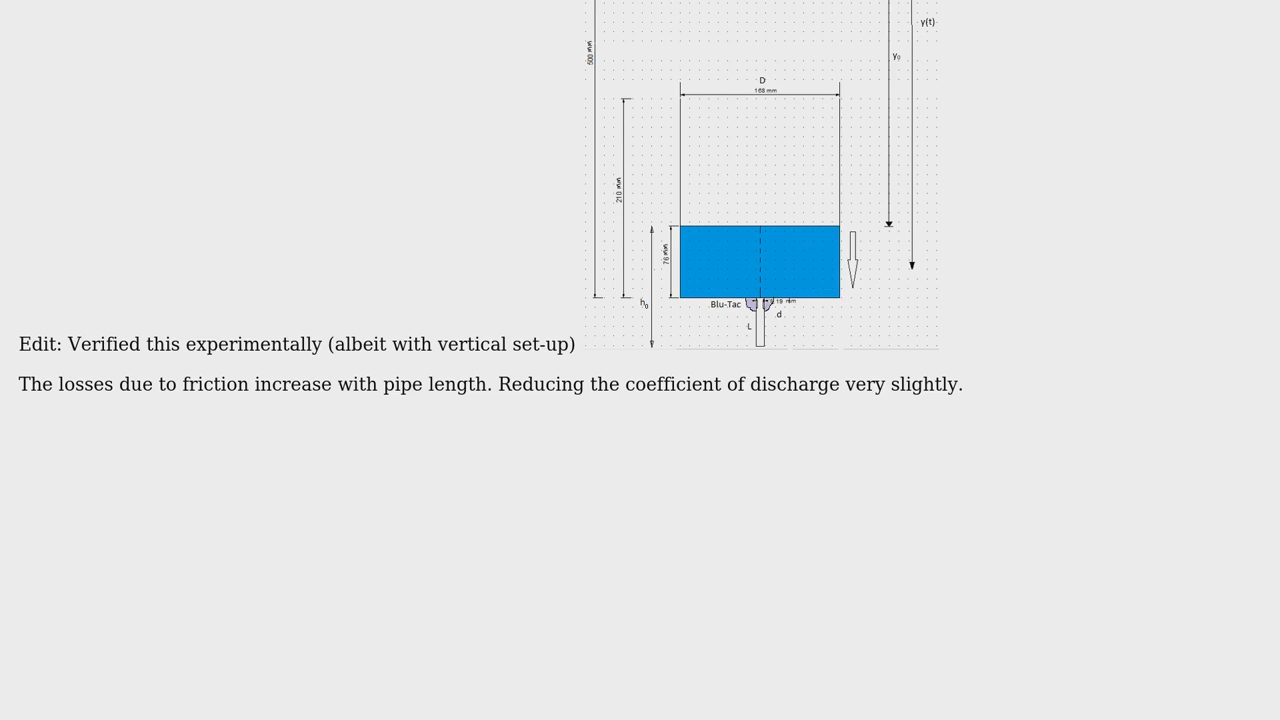 y(t)
500 mm
y₀
D
168 mm
210 mm
76 mm
h₀
Blu-Tac
mm
d
L
Edit: Verified this experimentally (albeit with vertical set-up)
The losses due to friction increase with pipe length. Reducing the coefficient of discharge very slightly.